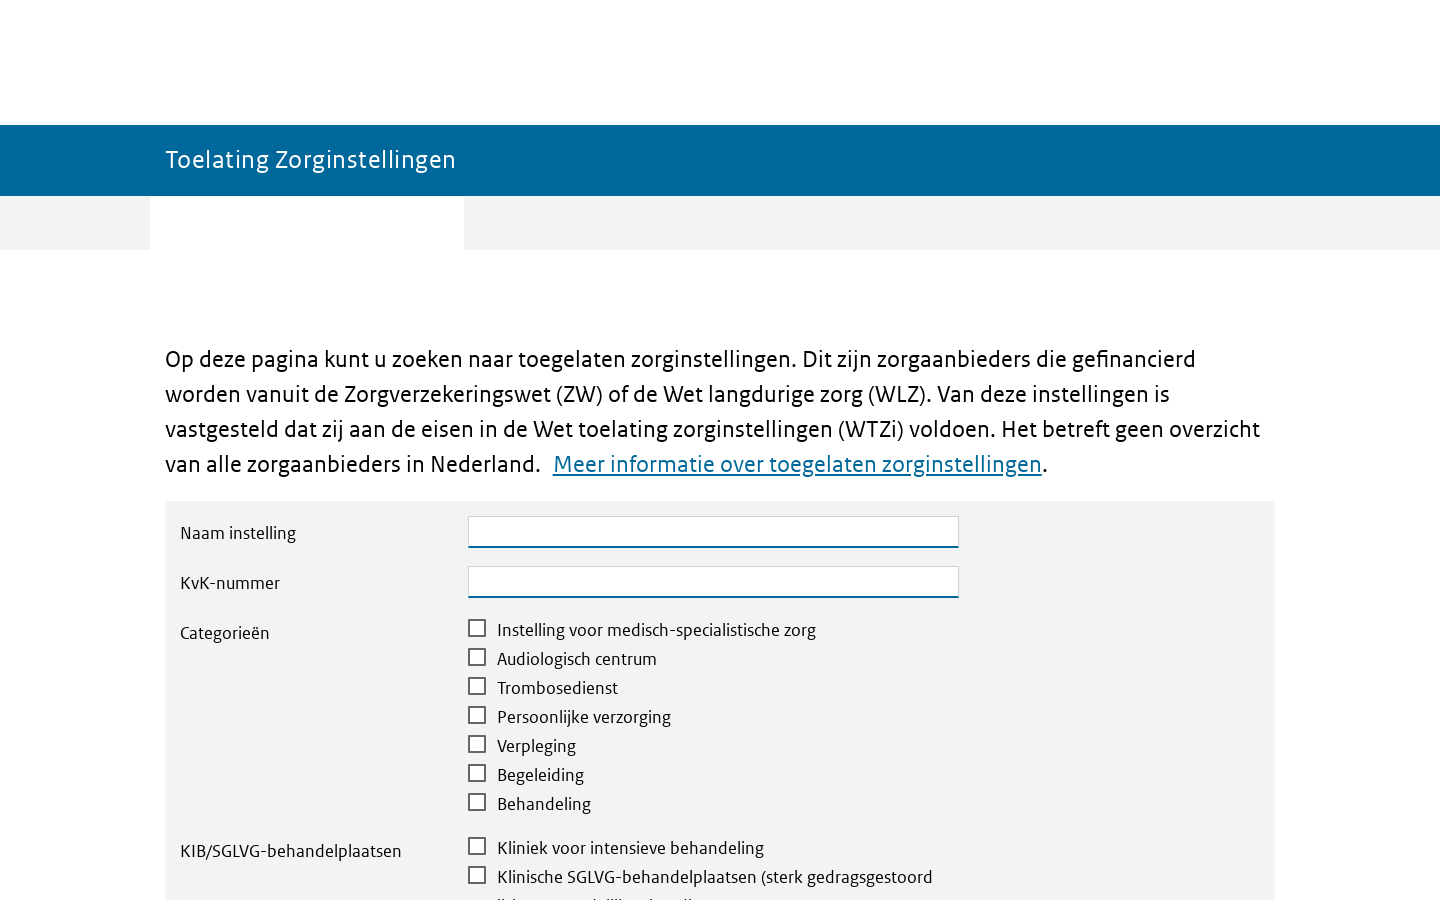 Toelating Zorginstellingen
Op deze pagina kunt u zoeken naar toegelaten zorginstellingen. Dit zijn zorgaanbieders die gefinancierd
worden vanuit de Zorgverzekeringswet (ZW) of de Wet langdurige zorg (WLZ). Van deze instellingen is
vastgesteld dat zij aan de eisen in de Wet toelating zorginstellingen (WTZi) voldoen. Het betreft geen overzicht
van alle zorgaanbieders in Nederland. Meer informatie over toegelaten zorginstellingen.
Naam instelling
KvK-nummer
Categorieën
Instelling voor medisch-specialistische zorg
Audiologisch centrum
Trombosedienst
Persoonlijke verzorging
Verpleging
Begeleiding
Behandeling
KIB/SGLVG-behandelplaatsen
Kliniek voor intensieve behandeling
Klinische SGLVG-behandelplaatsen (sterk gedragsgestoord